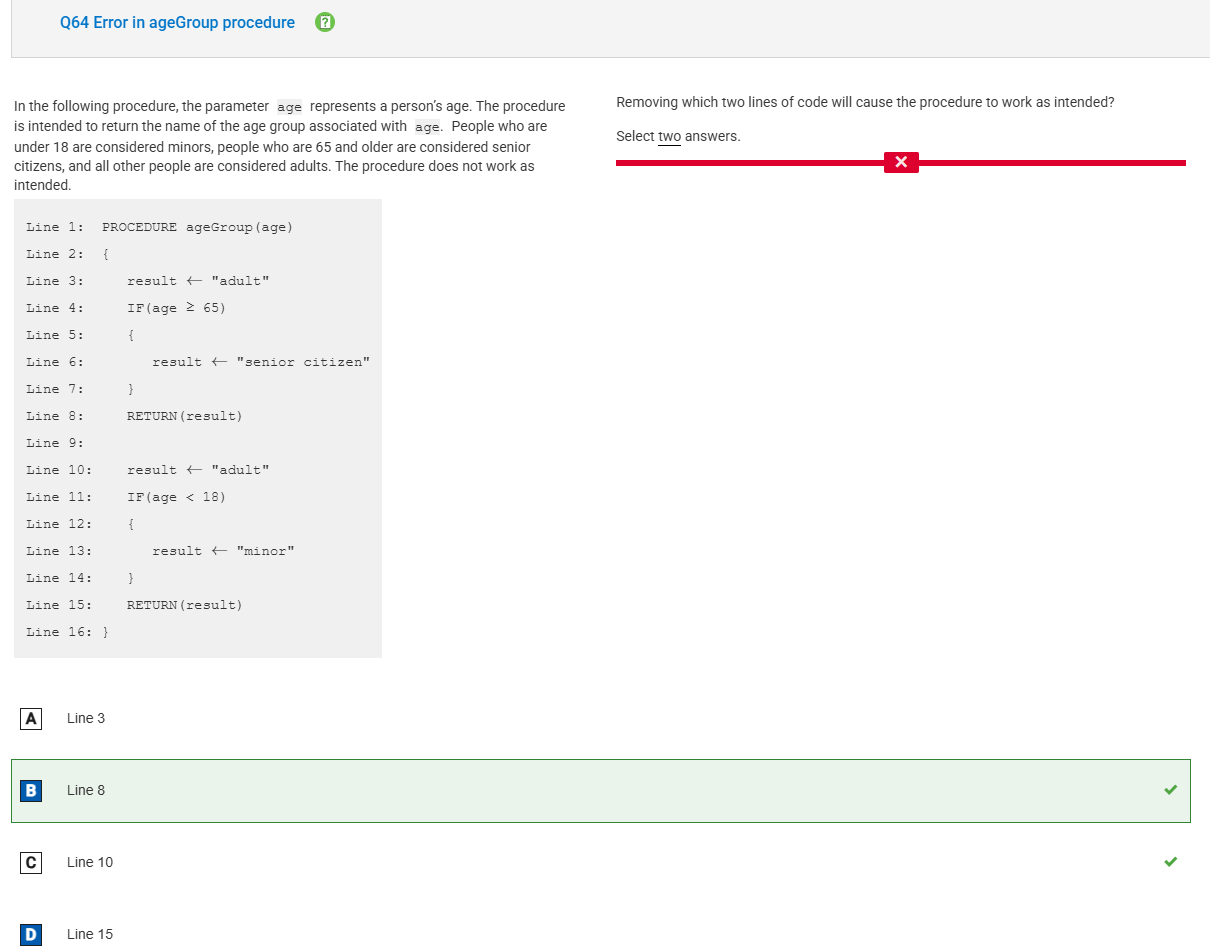 Q64 Error in ageGroup procedure
In the following procedure, the parameter age represents a person's age. The procedure
is intended to return the name of the age group associated with age. People who are
under 18 are considered minors, people who are 65 and older are considered senior
citizens, and all other people are considered adults. The procedure does not work as
intended.
Line 1: PROCEDURE ageGroup(age)
Line 2: {
Line 3: result ← "adult"
Line 4: IF(age ≥ 65)
Line 5: {
Line 6: result ← "senior citizen"
Line 7: }
Line 8: RETURN(result)
Line 9:
Line 10: result ← "adult"
Line 11: IF(age < 18)
Line 12: {
Line 13: result ← "minor"
Line 14: }
Line 15: RETURN(result)
Line 16: }
Removing which two lines of code will cause the procedure to work as intended?
Select two answers.
A Line 3
B Line 8
C Line 10
D Line 15